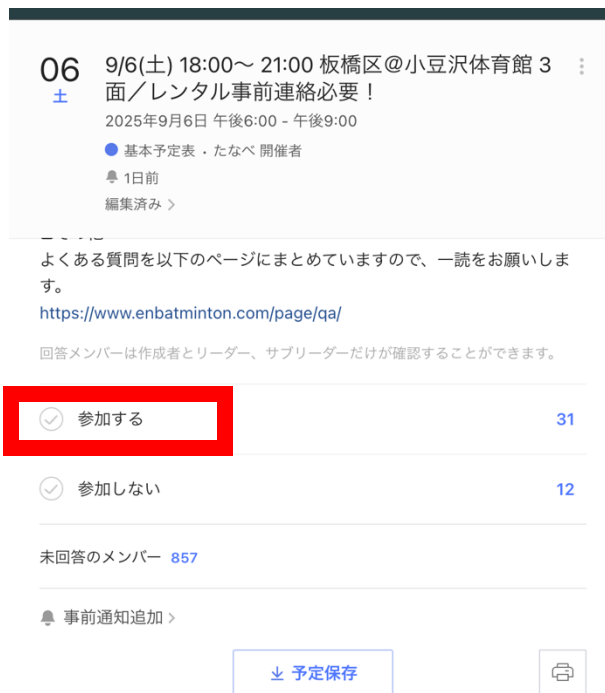 06
土
9/6(土) 18:00〜 21:00 板橋区@小豆沢体育館 3
面／レンタル事前連絡必要！
2025年9月6日 午後6:00 - 午後9:00
基本予定表 . たなべ 開催者
1日前
編集済み >
よくある質問を以下のページにまとめていますので、一読をお願いしま
す。
https://www.enbatminton.com/page/qa/
回答メンバーは作成者とリーダー、サブリーダーだけが確認することができます。
参加する 31
参加しない 12
未回答のメンバー 857
事前通知追加 >
予定保存